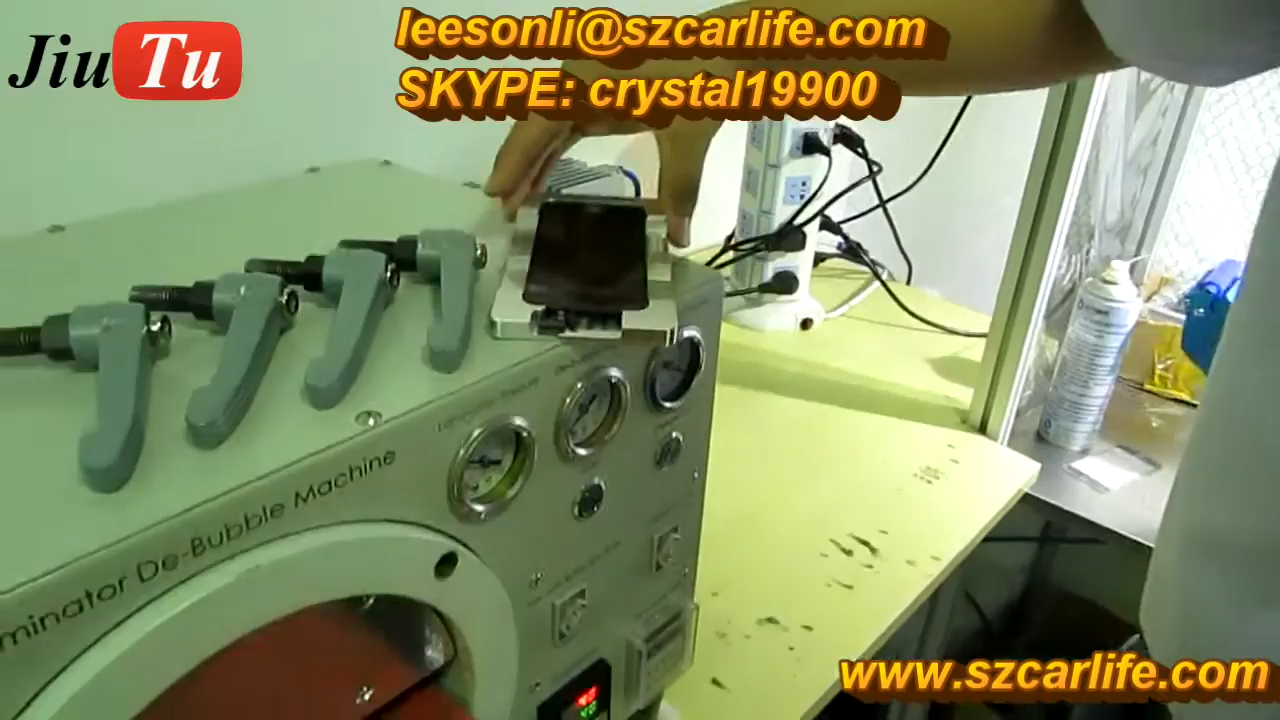 JiuTu
leesonli@szcarlife.com
SKYPE: crystal19900
minator De-Bubble Machine
www.szcarlife.com